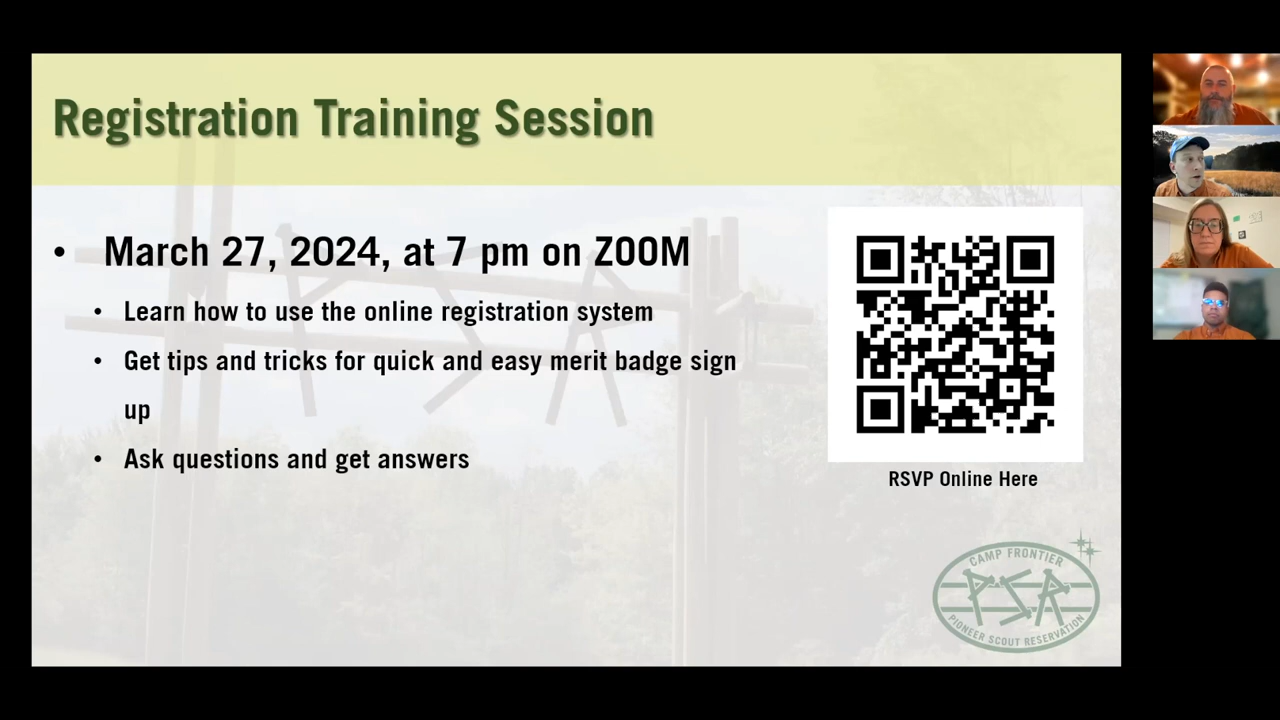 Registration Training Session
• March 27, 2024, at 7 pm on ZOOM
• Learn how to use the online registration system
• Get tips and tricks for quick and easy merit badge sign
up
• Ask questions and get answers
RSVP Online Here
CAMP FRONTIER
PSR
PIONEER SCOUT RESERVATION